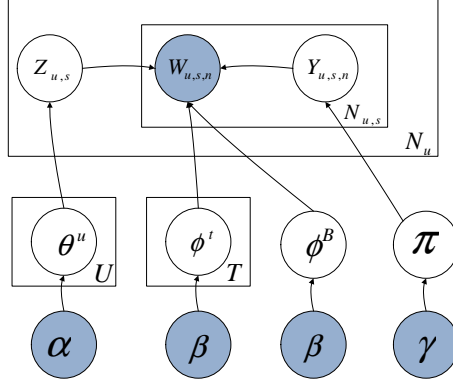 Z_{u,s} W_{u,s,n} Y_{u,s,n}
N_{u,s}
N_u
θ^u U ϕ^t T ϕ^B π
α β β γ